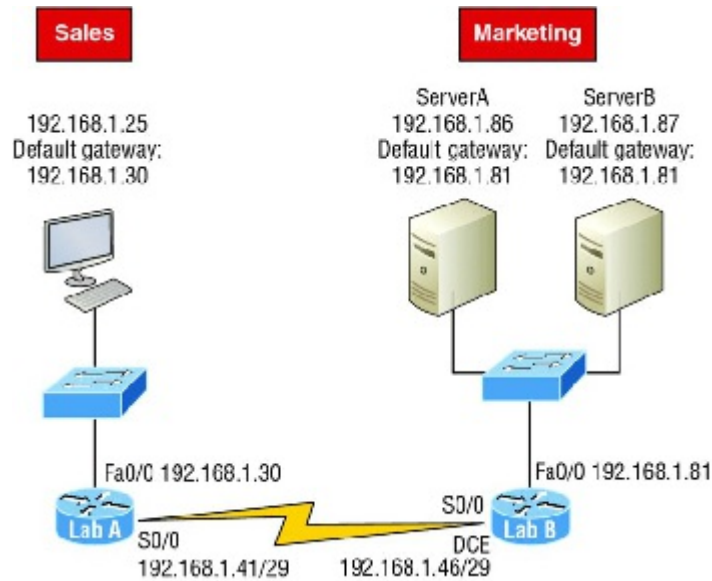 Sales
Marketing
192.168.1.25
Default gateway:
192.168.1.30
ServerA
192.168.1.86
Default gateway:
192.168.1.81
ServerB
192.168.1.87
Default gateway:
192.168.1.81
Fa0/0 192.168.1.30
Fa0/0 192.168.1.81
Lab A
S0/0
192.168.1.41/29
S0/0
DCE
192.168.1.46/29
Lab B